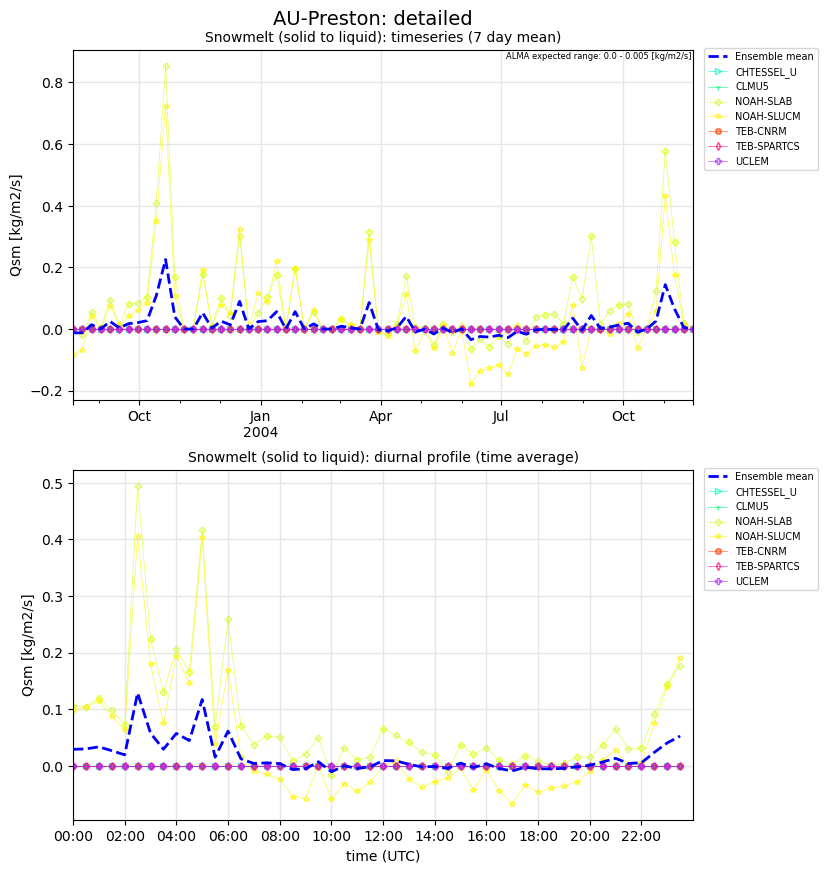 AU-Preston: detailed
Snowmelt (solid to liquid): timeseries (7 day mean)
ALMA expected range: 0.0 - 0.005 [kg/m2/s]
Qsm [kg/m2/s]
0.8
0.6
0.4
0.2
0.0
−0.2
Oct
Jan
2004
Apr
Jul
Oct
Ensemble mean
CHTESSEL_U
CLMU5
NOAH-SLAB
NOAH-SLUCM
TEB-CNRM
TEB-SPARTCS
UCLEM
Snowmelt (solid to liquid): diurnal profile (time average)
Qsm [kg/m2/s]
0.5
0.4
0.3
0.2
0.1
0.0
00:00
02:00
04:00
06:00
08:00
10:00
12:00
14:00
16:00
18:00
20:00
22:00
time (UTC)
Ensemble mean
CHTESSEL_U
CLMU5
NOAH-SLAB
NOAH-SLUCM
TEB-CNRM
TEB-SPARTCS
UCLEM